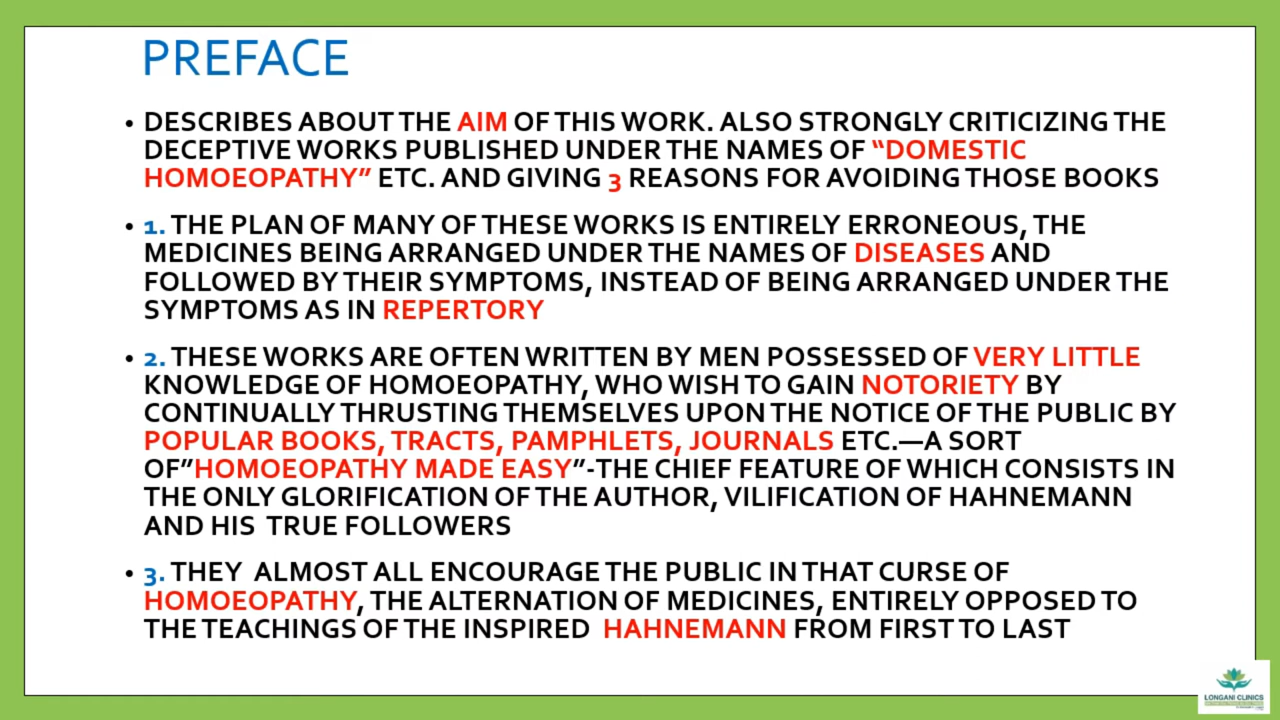 PREFACE
• DESCRIBES ABOUT THE AIM OF THIS WORK. ALSO STRONGLY CRITICIZING THE
DECEPTIVE WORKS PUBLISHED UNDER THE NAMES OF “DOMESTIC
HOMOEOPATHY” ETC. AND GIVING 3 REASONS FOR AVOIDING THOSE BOOKS
• 1. THE PLAN OF MANY OF THESE WORKS IS ENTIRELY ERRONEOUS, THE
MEDICINES BEING ARRANGED UNDER THE NAMES OF DISEASES AND
FOLLOWED BY THEIR SYMPTOMS, INSTEAD OF BEING ARRANGED UNDER THE
SYMPTOMS AS IN REPERTORY
• 2. THESE WORKS ARE OFTEN WRITTEN BY MEN POSSESSED OF VERY LITTLE
KNOWLEDGE OF HOMOEOPATHY, WHO WISH TO GAIN NOTORIETY BY
CONTINUALLY THRUSTING THEMSELVES UPON THE NOTICE OF THE PUBLIC BY
POPULAR BOOKS, TRACTS, PAMPHLETS, JOURNALS ETC.—A SORT
OF”HOMOEOPATHY MADE EASY”-THE CHIEF FEATURE OF WHICH CONSISTS IN
THE ONLY GLORIFICATION OF THE AUTHOR, VILIFICATION OF HAHNEMANN
AND HIS TRUE FOLLOWERS
• 3. THEY ALMOST ALL ENCOURAGE THE PUBLIC IN THAT CURSE OF
HOMOEOPATHY, THE ALTERNATION OF MEDICINES, ENTIRELY OPPOSED TO
THE TEACHINGS OF THE INSPIRED HAHNEMANN FROM FIRST TO LAST
LONGANI CLINICS